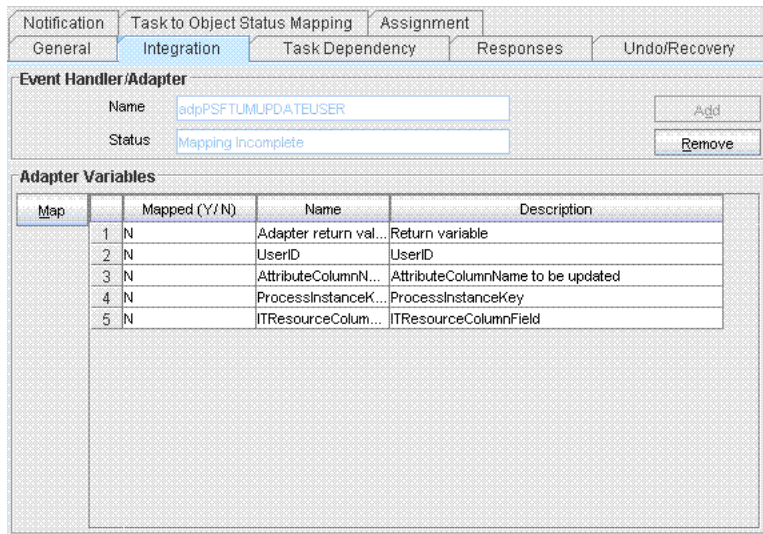 Notification Task to Object Status Mapping Assignment
General Integration Task Dependency Responses Undo/Recovery
Event Handler/Adapter
Name adpPSFTUMUPDATEUSER Add
Status Mapping Incomplete Remove
Adapter Variables
Map Mapped (Y/N) Name Description
1 N Adapter return val... Return variable
2 N UserID UserID
3 N AttributeColumnN... AttributeColumnName to be updated
4 N ProcessInstanceK... ProcessInstanceKey
5 N ITResourceColum... ITResourceColumnField